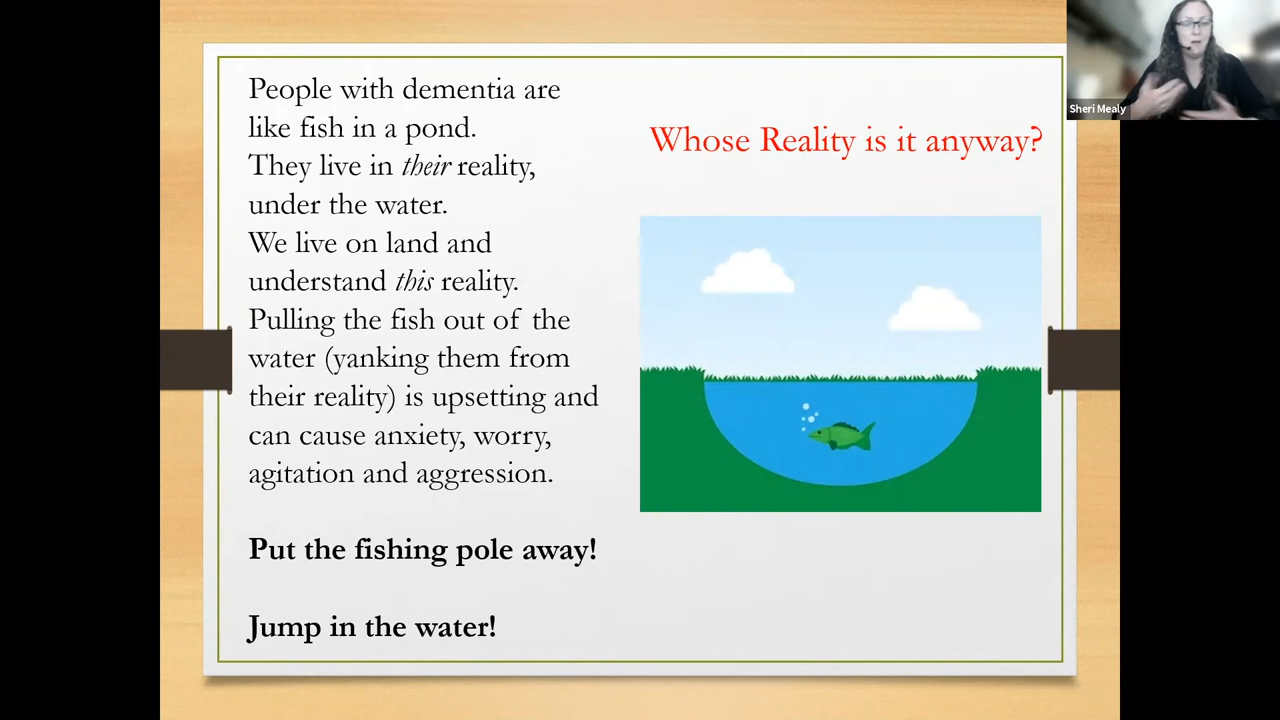 People with dementia are
like fish in a pond.
They live in their reality,
under the water.
We live on land and
understand this reality.
Pulling the fish out of the
water (yanking them from
their reality) is upsetting and
can cause anxiety, worry,
agitation and aggression.
Put the fishing pole away!
Jump in the water!
Whose Reality is it anyway?
Sheri Mealy